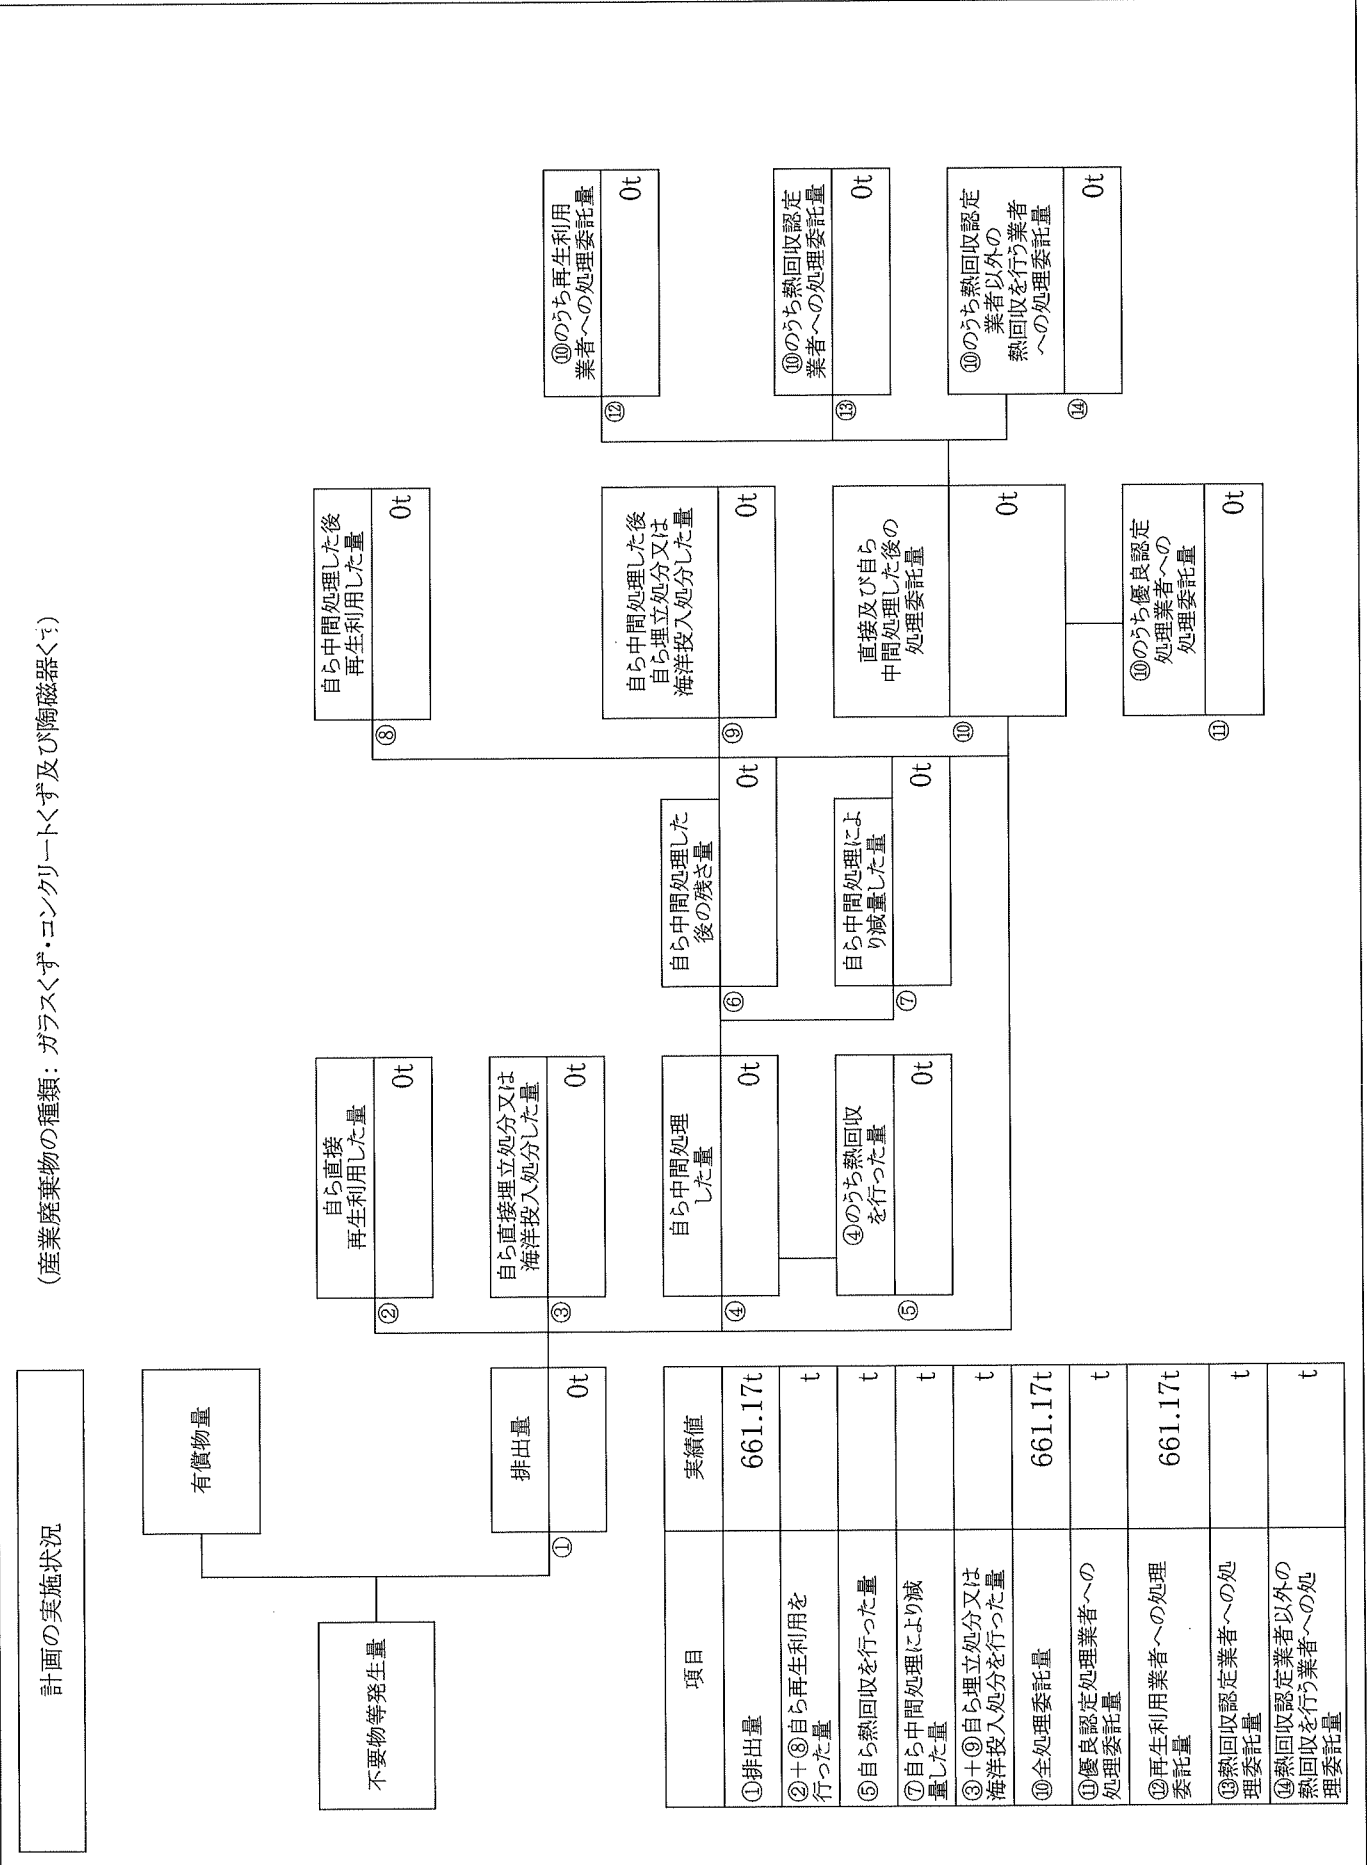 計画の実施状況
(産業廃棄物の種類：ガラスくず・コンクリートくず及び陶磁器くず)
不要物等発生量
有償物量
①
排出量
0t
②
自ら直接
再生利用した量
0t
③
自ら直接埋立処分又は
海洋投入処分した量
0t
④
自ら中間処理
した量
0t
⑤
④のうち熱回収
を行った量
0t
⑥
自ら中間処理した
後の残さ量
0t
⑦
自ら中間処理によ
り減量した量
0t
⑧
自ら中間処理した後
再生利用した量
0t
⑨
自ら中間処理した後
自ら埋立処分又は
海洋投入処分した量
0t
⑩
直接及び自ら
中間処理した後の
処理委託量
0t
⑪
⑩のうち優良認定
処理業者への
処理委託量
0t
⑫
⑩のうち再生利用
業者への処理委託量
0t
⑬
⑩のうち熱回収認定
業者への処理委託量
0t
⑭
⑩のうち熱回収認定
業者以外の
熱回収を行う業者
への処理委託量
0t
項目 実績値
①排出量 661.17t
②＋⑧自ら再生利用を
行った量 t
⑤自ら熱回収を行った量 t
⑦自ら中間処理により減
量した量 t
③＋⑨自ら埋立処分又は
海洋投入処分を行った量 t
⑩全処理委託量 661.17t
⑪優良認定処理業者への
処理委託量 t
⑫再生利用業者への処理
委託量 661.17t
⑬熱回収認定業者への処
理委託量 t
⑭熱回収認定業者以外の
熱回収を行う業者への処
理委託量 t